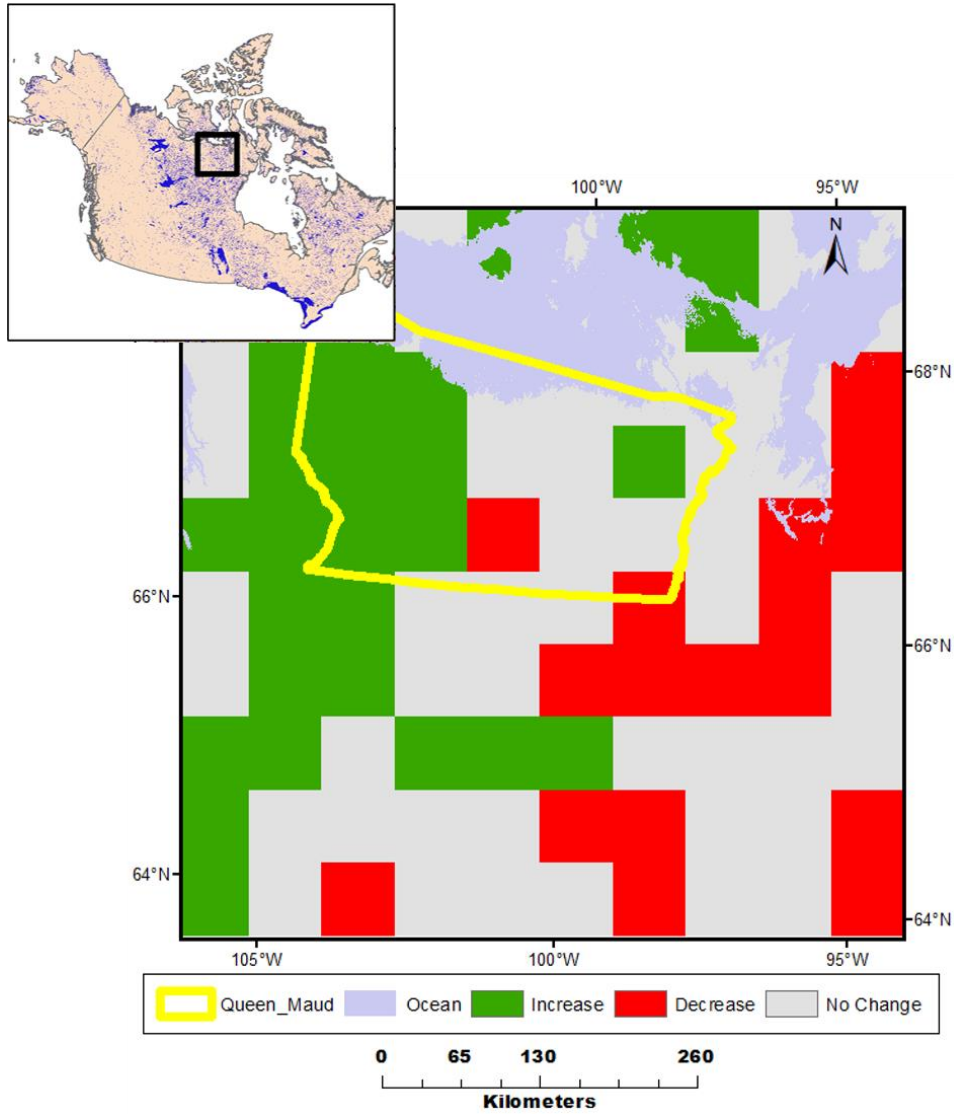 100°W 95°W
N
68°N
66°N
66°N
64°N
64°N
105°W 100°W 95°W
Queen_Maud Ocean Increase Decrease No Change
0 65 130 260
Kilometers